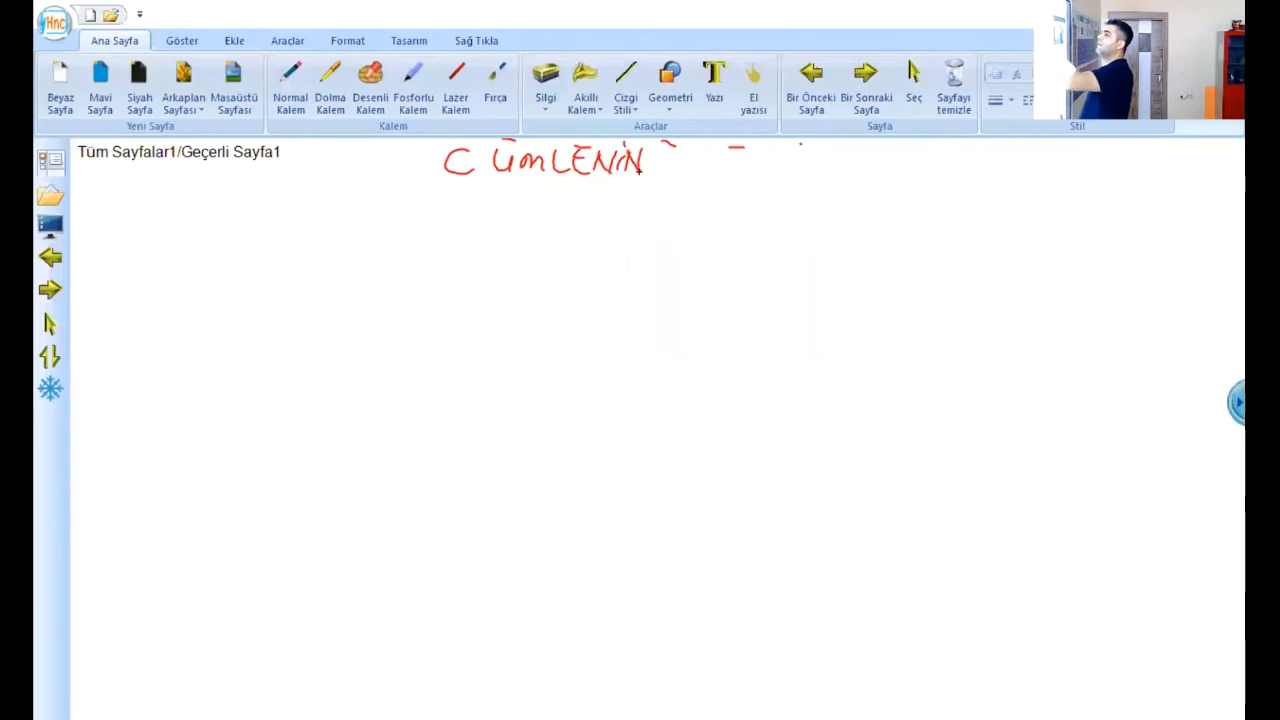 Hnc
Ana Sayfa Göster Ekle Araçlar Format Tasarım Sağ Tıkla
Beyaz Sayfa Mavi Sayfa Siyah Sayfa Arkaplan Sayfası Masaüstü Sayfası
Normal Kalem Dolma Kalem Desenli Kalem Fosforlu Kalem Lazer Kalem Fırça
Silgi Akıllı Kalem Çizgi Stili Geometri Yazı El yazısı
Bir Önceki Sayfa Bir Sonraki Sayfa Seç Sayfayı temizle
Yeni Sayfa Kalem Araçlar Sayfa Stil
Tüm Sayfalar1/Geçerli Sayfa1
CÜMLENİN